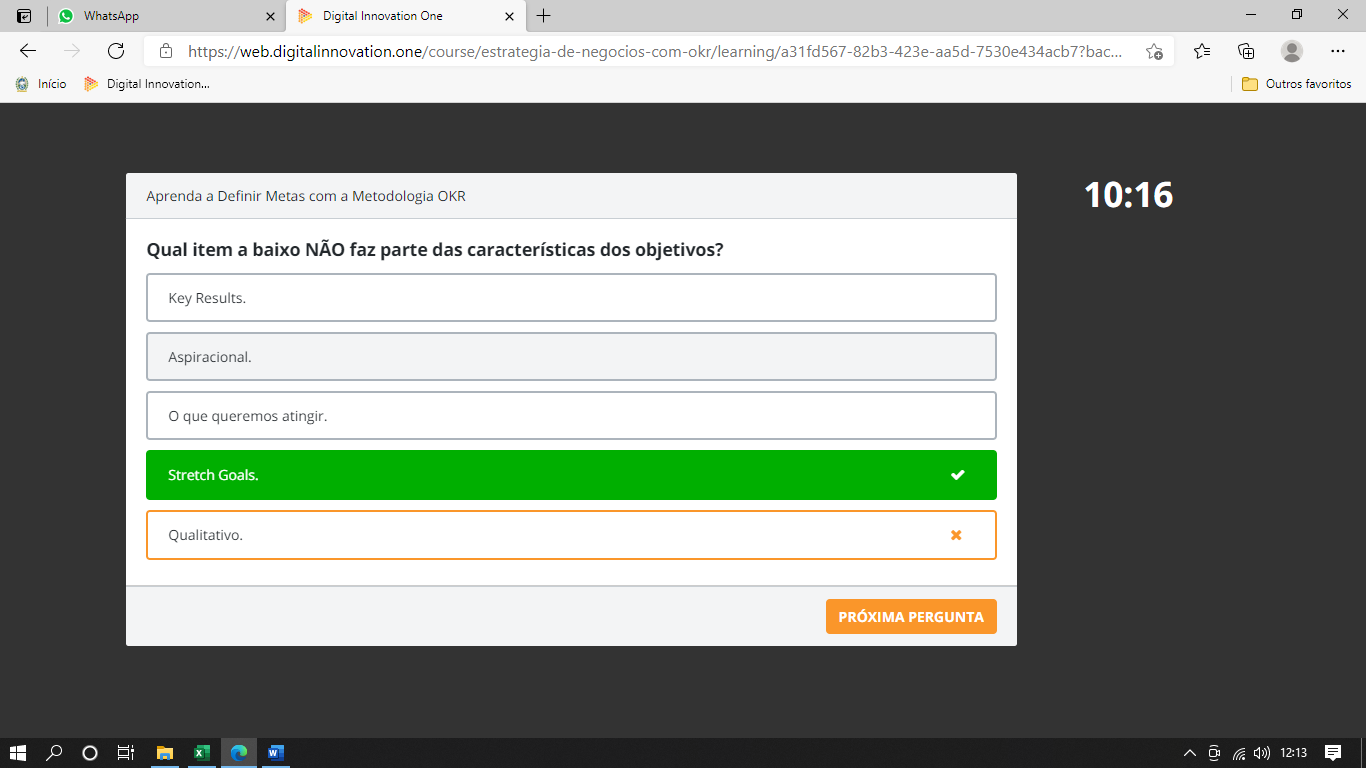 WhatsApp
Digital Innovation One
https://web.digitalinnovation.one/course/estrategia-de-negocios-com-okr/learning/a31fd567-82b3-423e-aa5d-7530e434acb7?bac...
Início
Digital Innovation...
Outros favoritos
Aprenda a Definir Metas com a Metodologia OKR
10:16
Qual item a baixo NÃO faz parte das características dos objetivos?
Key Results.
Aspiracional.
O que queremos atingir.
Stretch Goals.
Qualitativo.
PRÓXIMA PERGUNTA
12:13